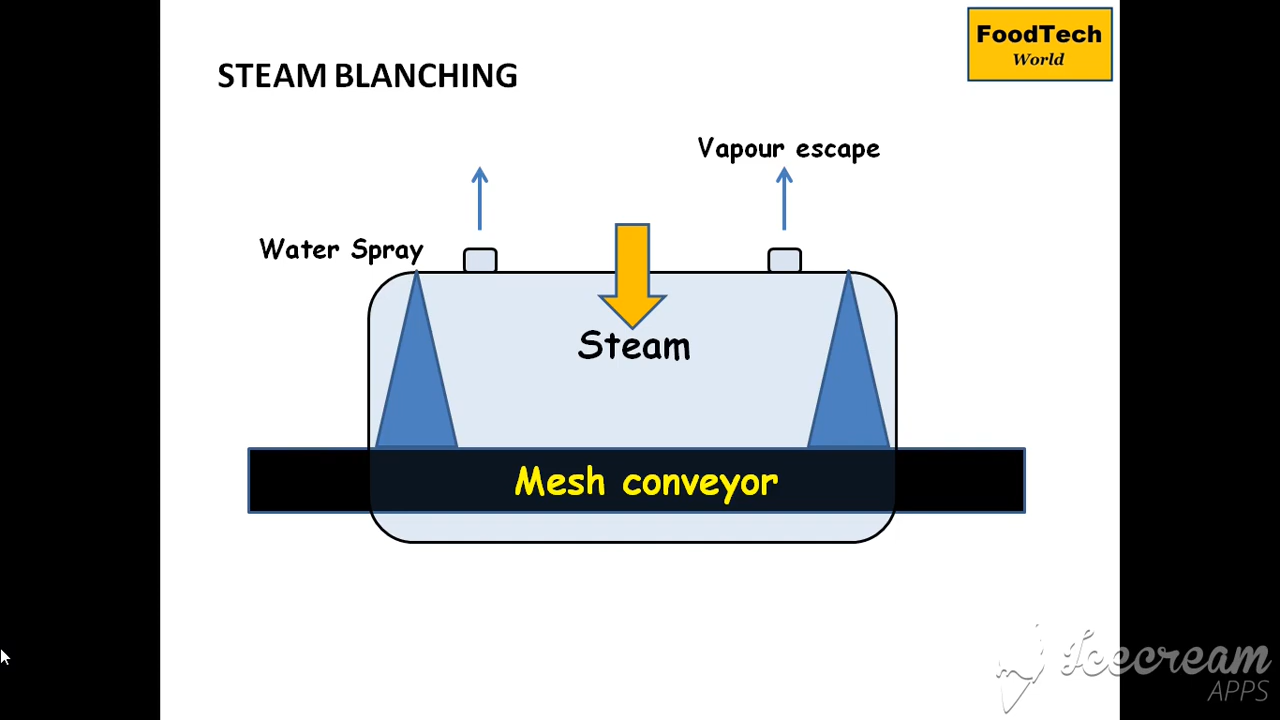 FoodTech
World
STEAM BLANCHING
Vapour escape
Water Spray
Steam
Mesh conveyor
Icecream
APPS